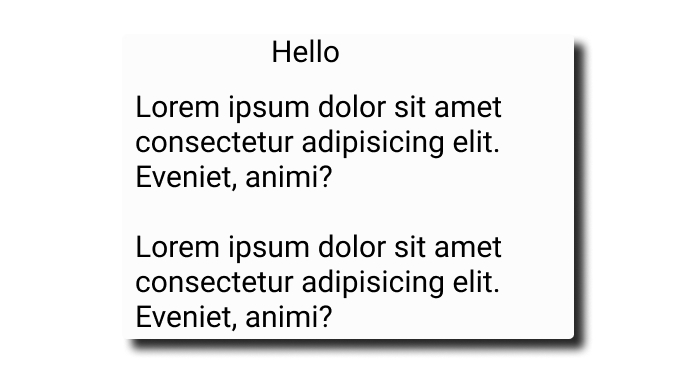 Hello
Lorem ipsum dolor sit amet
consectetur adipisicing elit.
Eveniet, animi?
Lorem ipsum dolor sit amet
consectetur adipisicing elit.
Eveniet, animi?